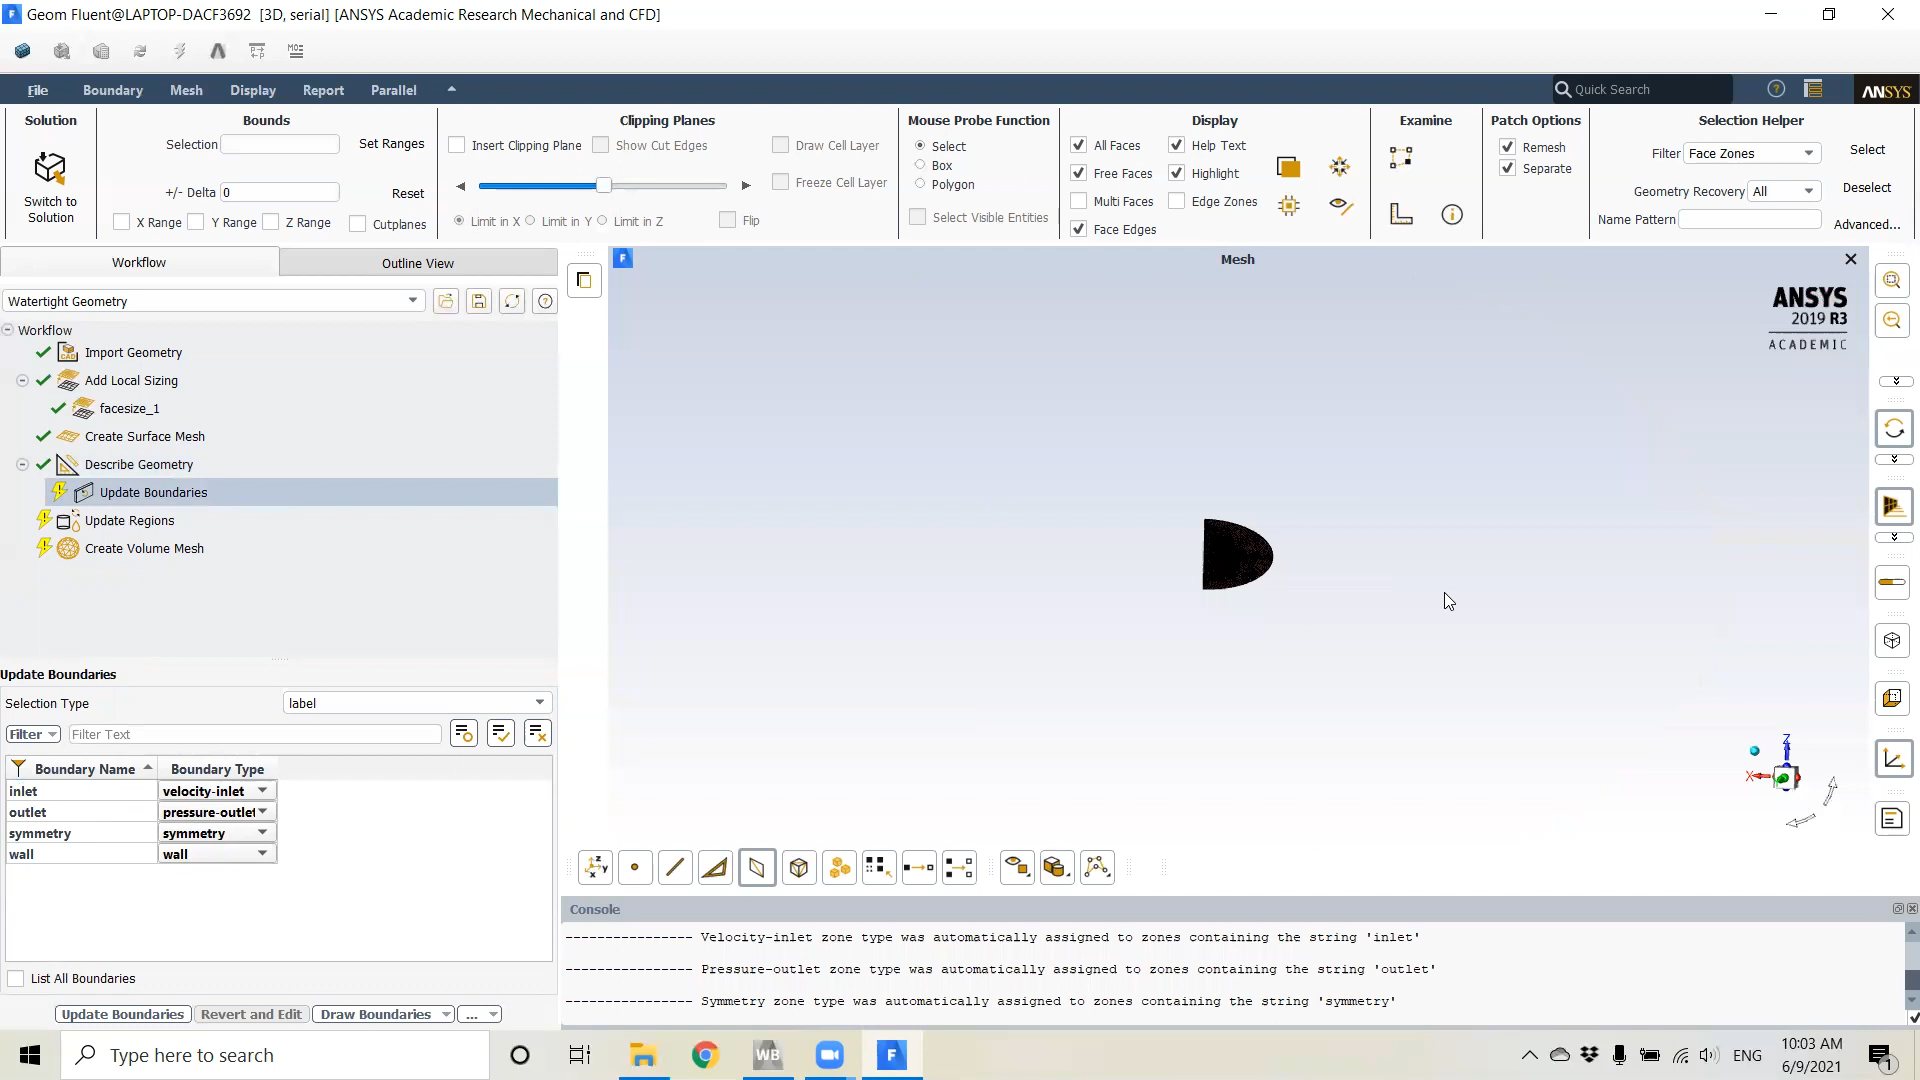 Geom Fluent@LAPTOP-DACF3692 [3D, serial] [ANSYS Academic Research Mechanical and CFD]
File Boundary Mesh Display Report Parallel
Quick Search
ANSYS
Solution
Switch to
Solution
Bounds
Selection
Set Ranges
+/- Delta 0
Reset
X Range Y Range Z Range Cutplanes
Clipping Planes
Insert Clipping Plane Show Cut Edges Draw Cell Layer
Freeze Cell Layer
Limit in X Limit in Y Limit in Z Flip
Mouse Probe Function
Select
Box
Polygon
Select Visible Entities
Display
All Faces Help Text
Free Faces Highlight
Multi Faces Edge Zones
Face Edges
Examine
Patch Options
Remesh
Separate
Selection Helper
Filter Face Zones Select
Geometry Recovery All Deselect
Name Pattern Advanced...
Workflow Outline View
Watertight Geometry
Workflow
Import Geometry
Add Local Sizing
facesize_1
Create Surface Mesh
Describe Geometry
Update Boundaries
Update Regions
Create Volume Mesh
Update Boundaries
Selection Type label
Filter Filter Text
Boundary Name Boundary Type
inlet velocity-inlet
outlet pressure-outlet
symmetry symmetry
wall wall
List All Boundaries
Update Boundaries Revert and Edit Draw Boundaries ...
Mesh
ANSYS
2019 R3
ACADEMIC
Z
X
Console
---------------- Velocity-inlet zone type was automatically assigned to zones containing the string 'inlet'
---------------- Pressure-outlet zone type was automatically assigned to zones containing the string 'outlet'
---------------- Symmetry zone type was automatically assigned to zones containing the string 'symmetry'
Type here to search
WB
F
ENG
10:03 AM
6/9/2021
1